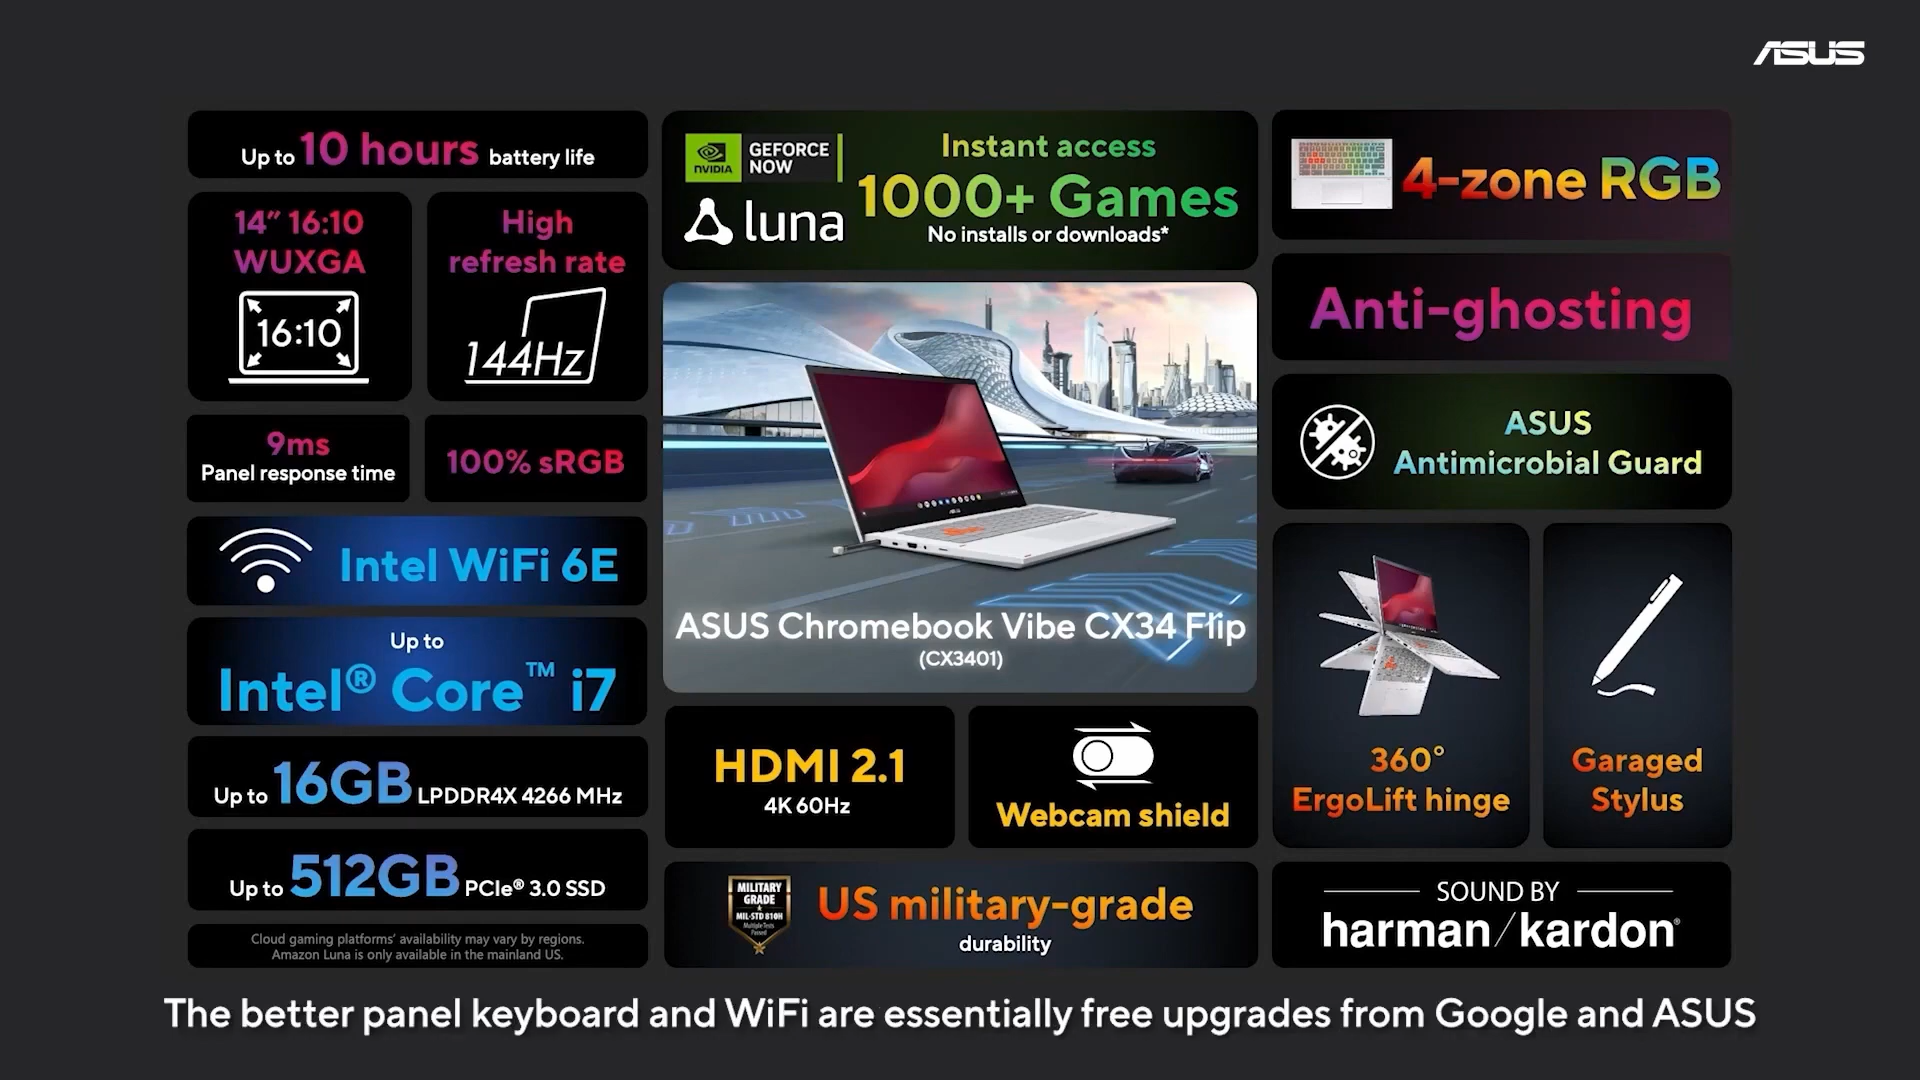 ASUS
Up to 10 hours battery life
14” 16:10
WUXGA
16:10
High
refresh rate
144Hz
9ms
Panel response time
100% sRGB
Intel WiFi 6E
Up to
Intel® Core™ i7
Up to 16GB LPDDR4X 4266 MHz
Up to 512GB PCIe® 3.0 SSD
Cloud gaming platforms’ availability may vary by regions.
Amazon Luna is only available in the mainland US.
NVIDIA
GEFORCE
NOW
luna
Instant access
1000+ Games
No installs or downloads*
ASUS
ASUS Chromebook Vibe CX34 Flip
(CX3401)
HDMI 2.1
4K 60Hz
Webcam shield
MILITARY
GRADE
MIL-STD 810H
Multiple Tests
Passed
US military-grade
durability
4-zone RGB
Anti-ghosting
ASUS
Antimicrobial Guard
360°
ErgoLift hinge
Garaged
Stylus
SOUND BY
harman/kardon®
The better panel keyboard and WiFi are essentially free upgrades from Google and ASUS